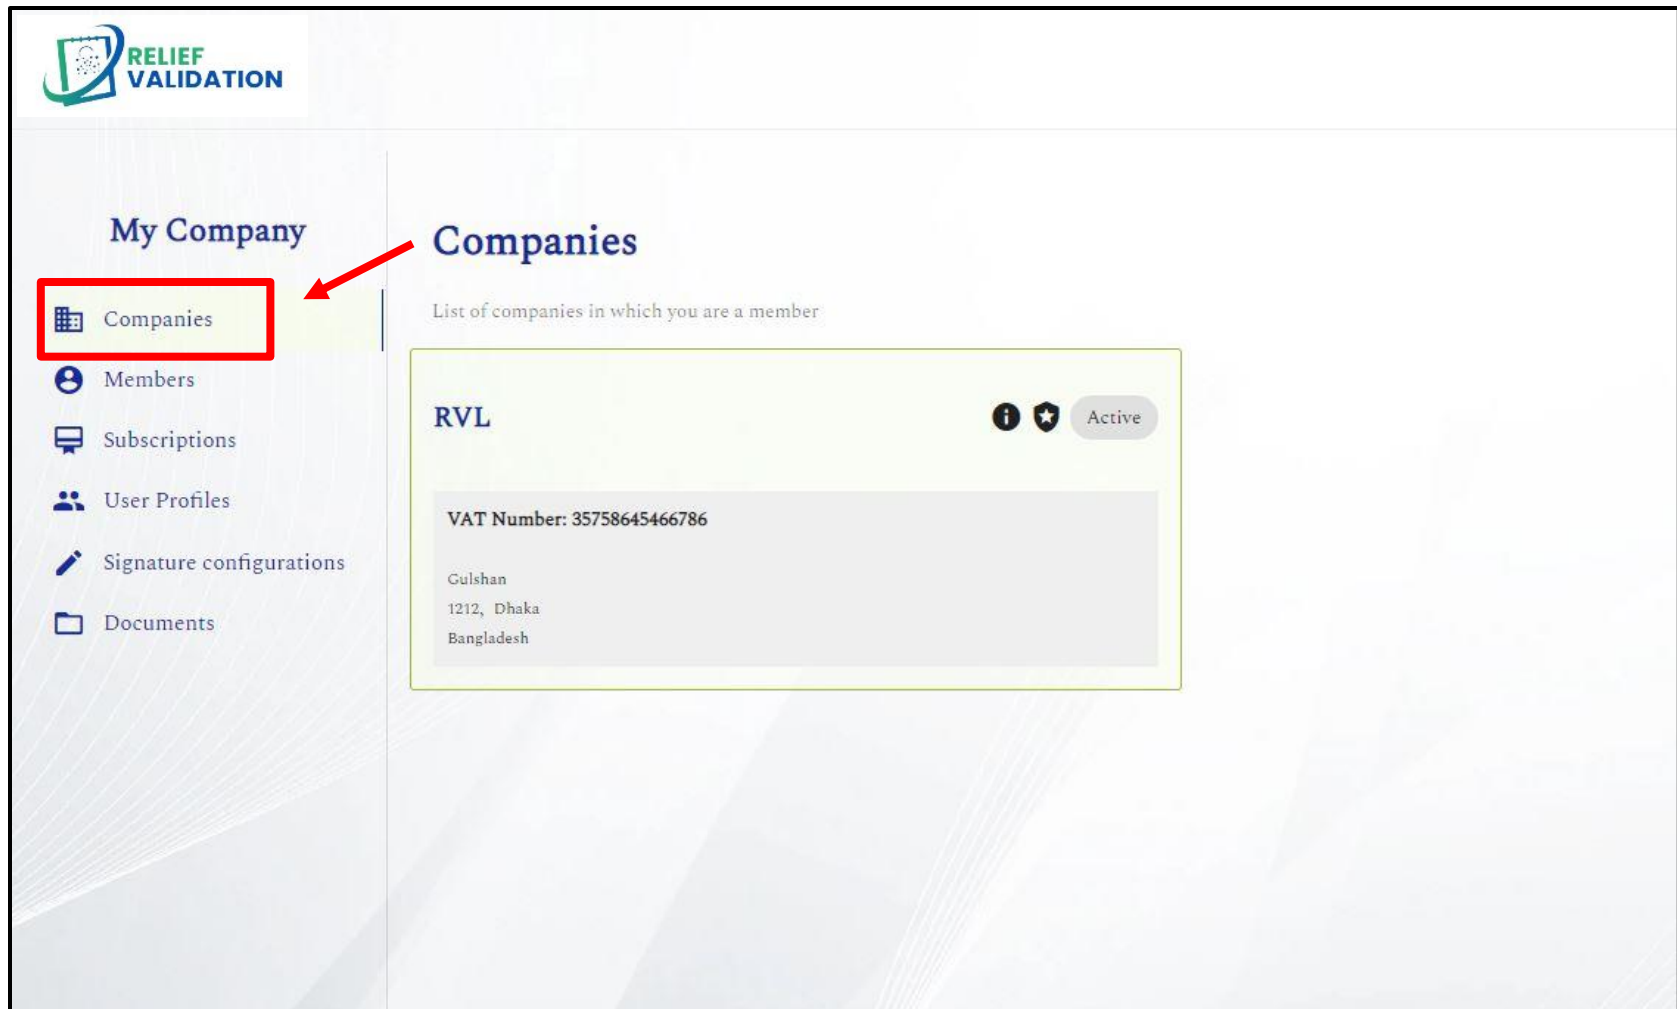 RELIEF
VALIDATION
My Company
Companies
Members
Subscriptions
User Profiles
Signature configurations
Documents
Companies
List of companies in which you are a member
RVL
Active
VAT Number: 35758645466786
Gulshan
1212, Dhaka
Bangladesh